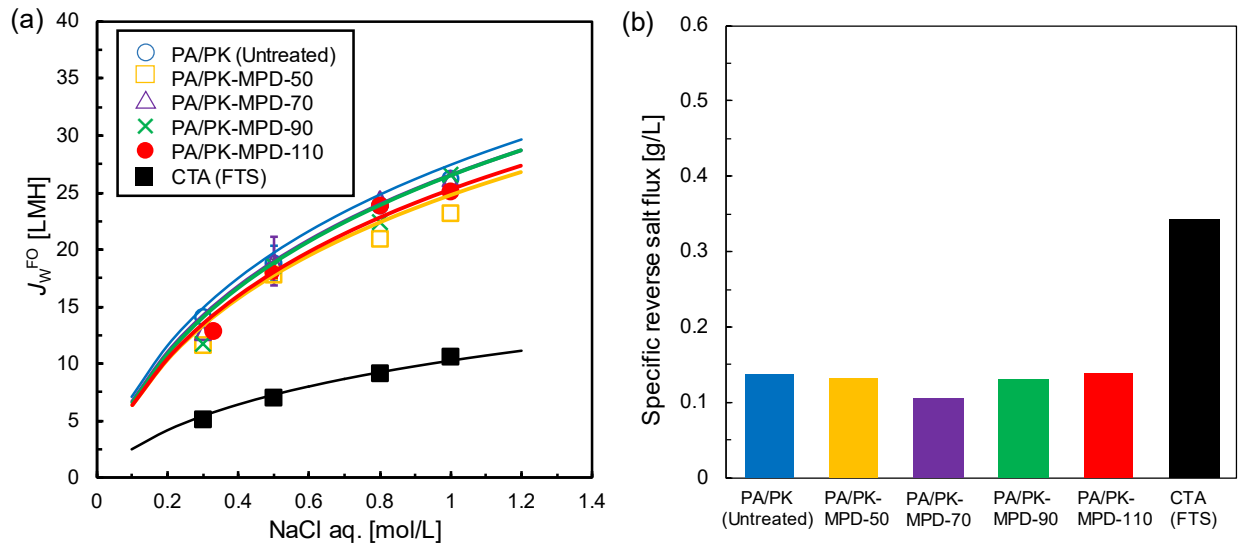 (a)
40
35
30
25
20
15
10
5
0
J_W^FO [LMH]
PA/PK (Untreated)
PA/PK-MPD-50
PA/PK-MPD-70
PA/PK-MPD-90
PA/PK-MPD-110
CTA (FTS)
0 0.2 0.4 0.6 0.8 1 1.2 1.4
NaCl aq. [mol/L]
(b)
0.6
0.5
0.4
0.3
0.2
0.1
0
Specific reverse salt flux [g/L]
PA/PK
(Untreated)
PA/PK-
MPD-50
PA/PK-
MPD-70
PA/PK-
MPD-90
PA/PK-
MPD-110
CTA
(FTS)